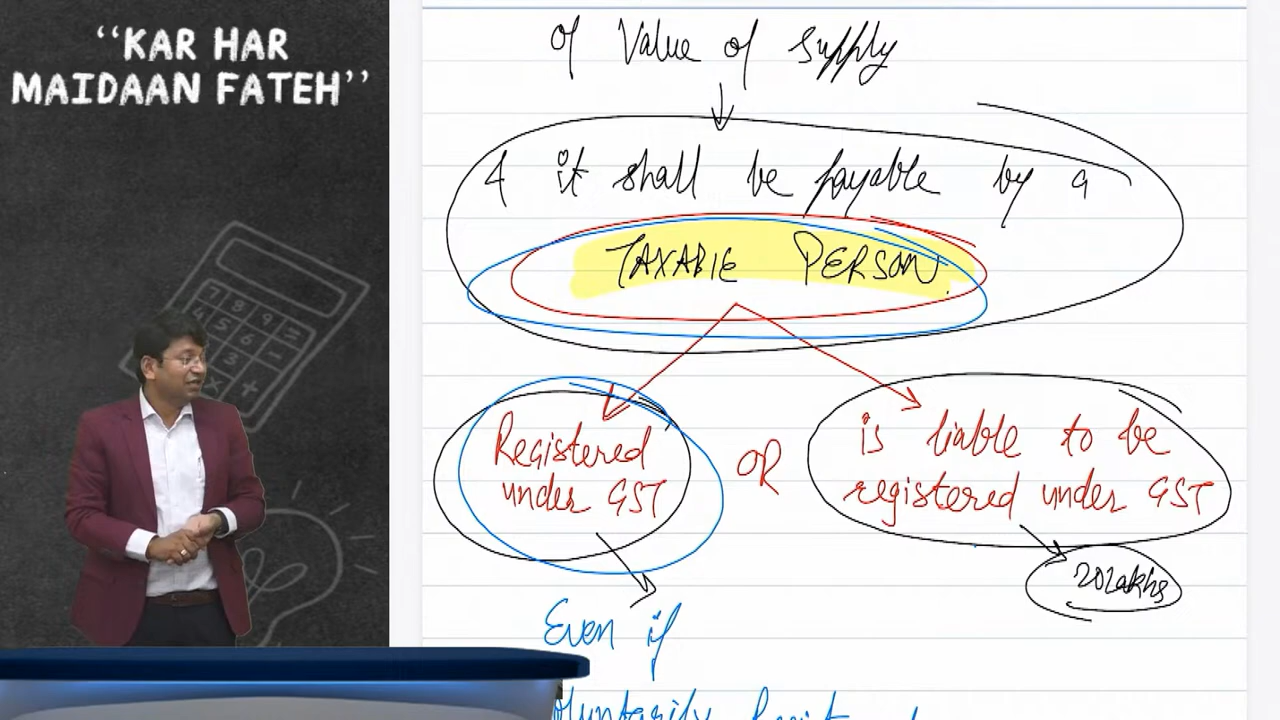 “KAR HAR
MAIDAAN FATEH”
of Value of Supply
& it shall be payable by a
TAXABLE PERSON.
Registered
under GST
OR
is liable to be
registered under GST
20 Lakhs
Even if